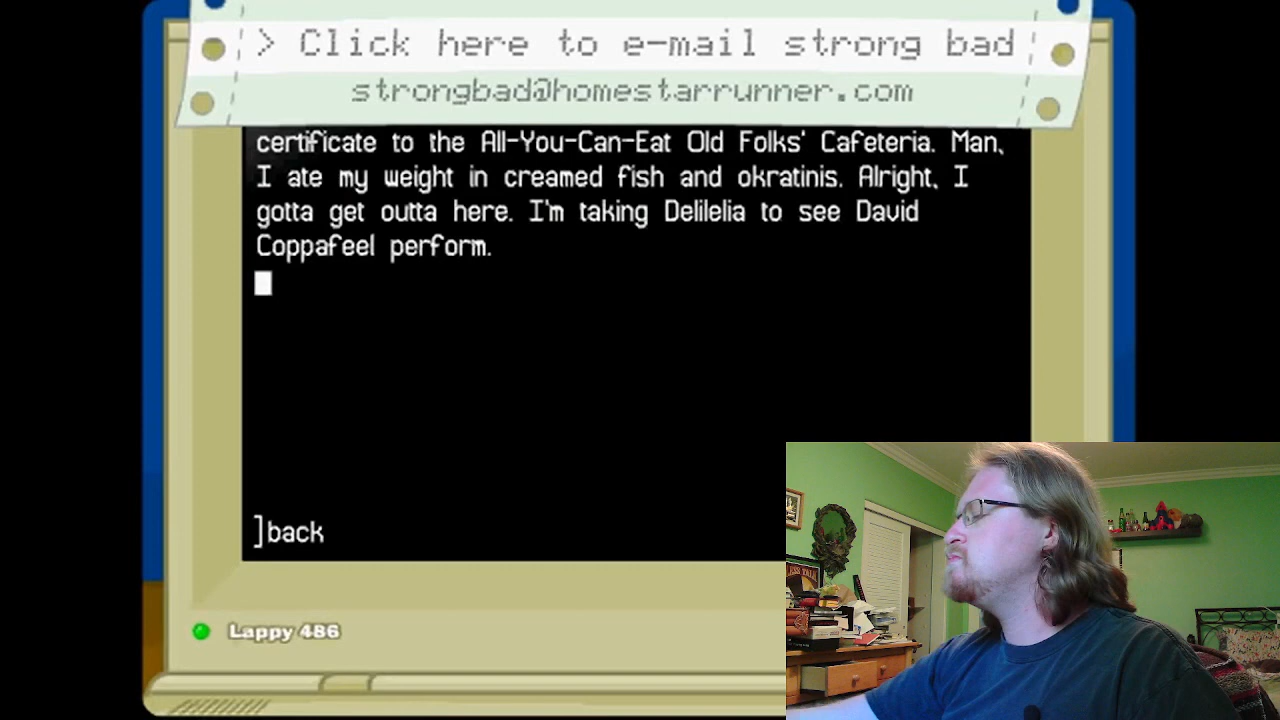 > Click here to e-mail strong bad
strongbad@homestarrunner.com
certificate to the All-You-Can-Eat Old Folks' Cafeteria. Man,
I ate my weight in creamed fish and okratinis. Alright, I
gotta get outta here. I'm taking Delilelia to see David
Coppafeel perform.
]back
Lappy 486